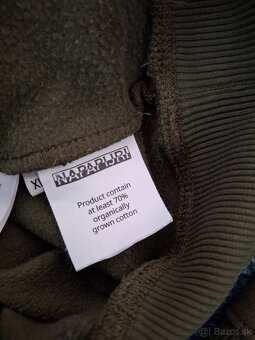 NAPAPIJRI
Product contain
at least 70%
organically
grown cotton
Bazos.sk